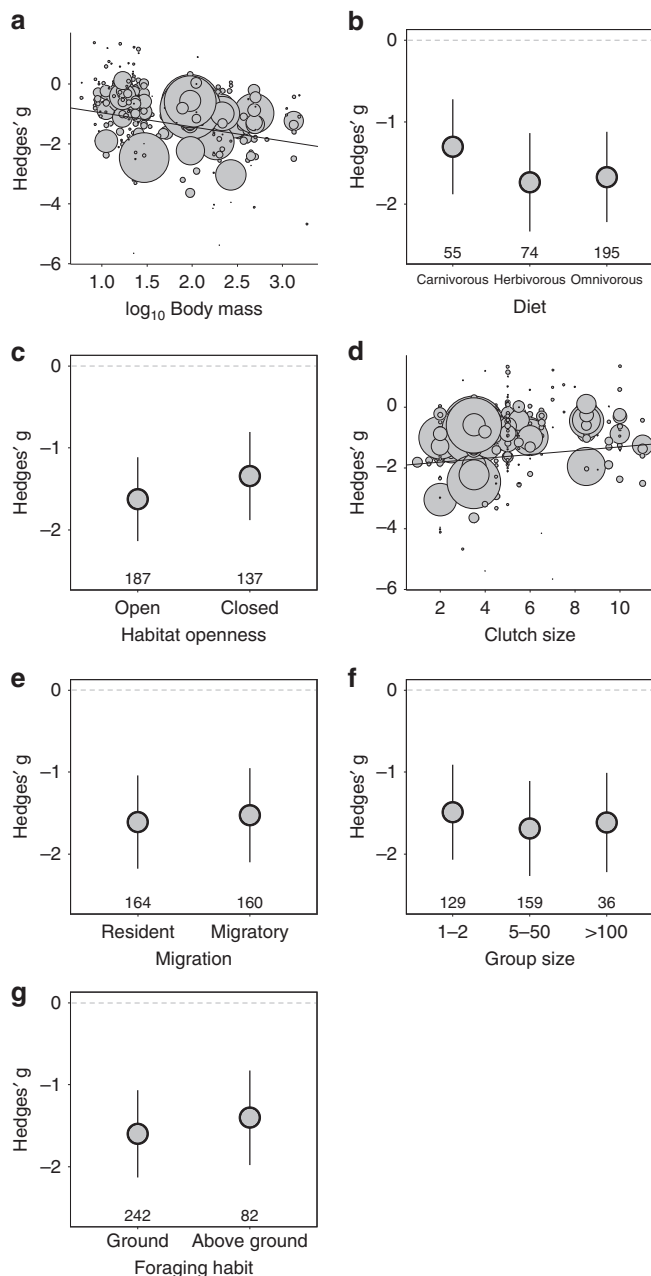 a
Hedges′ g
0
−2
−4
−6
1.0 1.5 2.0 2.5 3.0
log10 Body mass
b
Hedges′ g
0
−1
−2
55 74 195
Carnivorous Herbivorous Omnivorous
Diet
c
Hedges′ g
0
−1
−2
187 137
Open Closed
Habitat openness
d
Hedges′ g
0
−2
−4
−6
2 4 6 8 10
Clutch size
e
Hedges′ g
0
−1
−2
164 160
Resident Migratory
Migration
f
Hedges′ g
0
−1
−2
129 159 36
1–2 5–50 >100
Group size
g
Hedges′ g
0
−1
−2
242 82
Ground Above ground
Foraging habit